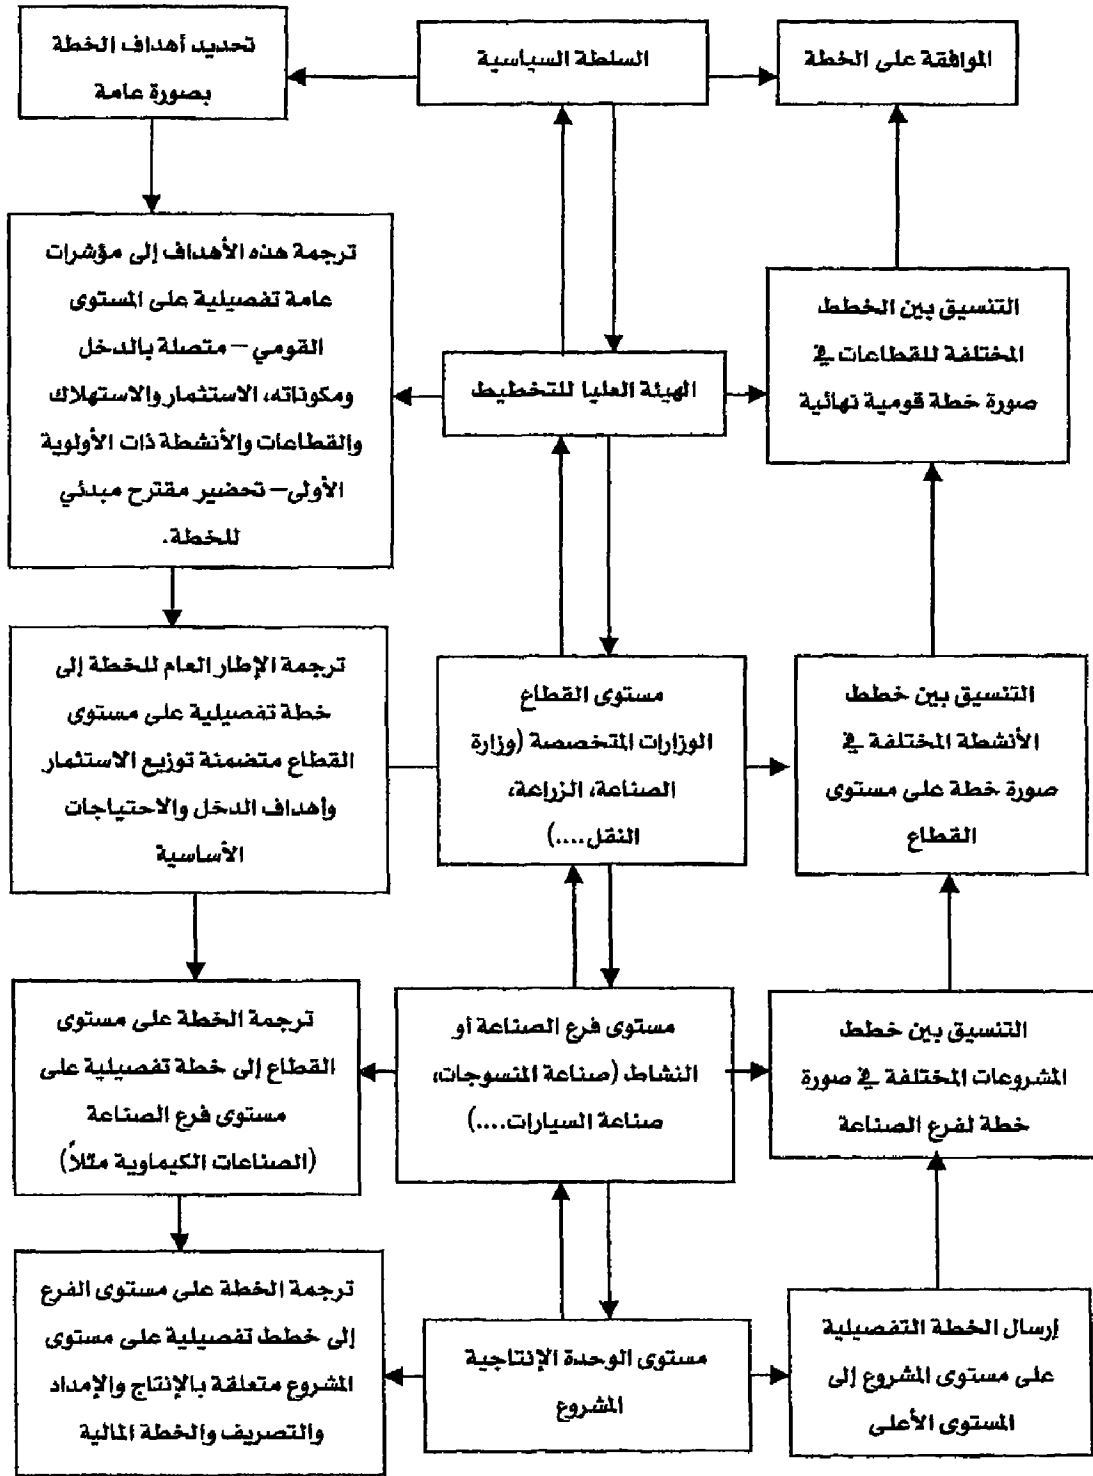 الموافقة على الخطة
السلطة السياسية
تحديد أهداف الخطة
بصورة عامة
التنسيق بين الخطط
المختلفة للقطاعات في
صورة خطة قومية نهائية
الهيئة العليا للتخطيط
ترجمة هذه الأهداف إلى مؤشرات
عامة تفصيلية على المستوى
القومي – متصلة بالدخل
ومكوناته، الاستثمار والاستهلاك
والقطاعات والأنشطة ذات الأولوية
الأولى– تحضير مقترح مبدئي
للخطة.
التنسيق بين خطط
الأنشطة المختلفة في
صورة خطة على مستوى
القطاع
مستوى القطاع
الوزارات المتخصصة (وزارة
الصناعة، الزراعة،
النقل....)
ترجمة الإطار العام للخطة إلى
خطة تفصيلية على مستوى
القطاع متضمنة توزيع الاستثمار
وأهداف الدخل والاحتياجات
الأساسية
التنسيق بين خطط
المشروعات المختلفة في صورة
خطة لفرع الصناعة
مستوى فرع الصناعة أو
النشاط (صناعة المنسوجات،
صناعة السيارات....)
ترجمة الخطة على مستوى
القطاع إلى خطة تفصيلية على
مستوى فرع الصناعة
(الصناعات الكيماوية مثلاً)
إرسال الخطة التفصيلية
على مستوى المشروع إلى
المستوى الأعلى
مستوى الوحدة الإنتاجية
المشروع
ترجمة الخطة على مستوى الفرع
إلى خطط تفصيلية على مستوى
المشروع متعلقة بالإنتاج والإمداد
والتصريف والخطة المالية